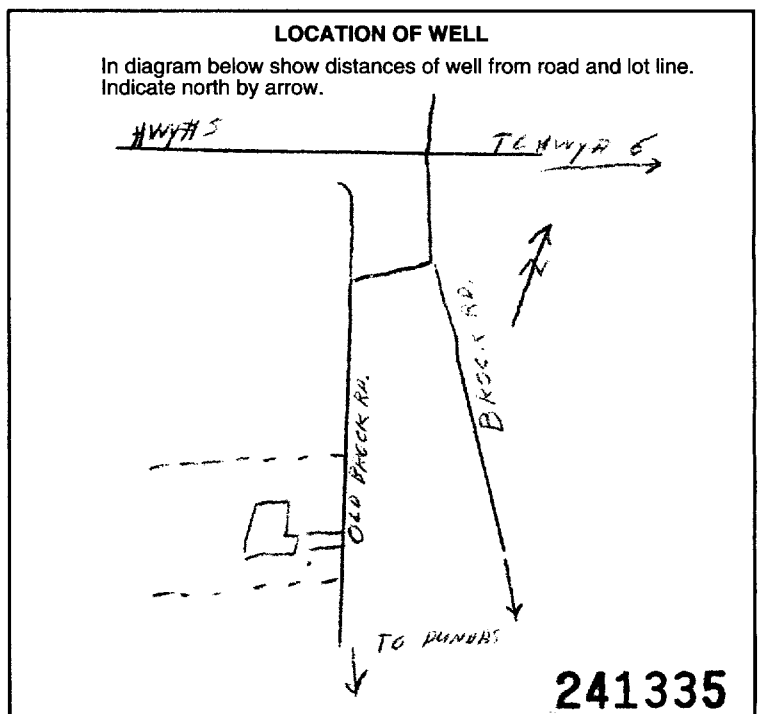 LOCATION OF WELL
In diagram below show distances of well from road and lot line.
Indicate north by arrow.
HWY# 5
TO HWY# 6
N
BROCK RD.
OLD BROCK RD.
TO DUNDAS
241335